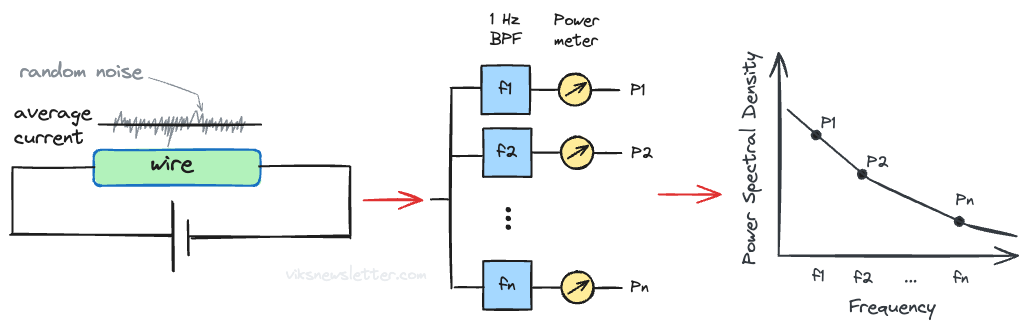 random noise
average
current
wire
viksnewsletter.com
1 Hz
BPF
Power
meter
f1
P1
f2
P2
...
fn
Pn
Power Spectral Density
P1
P2
Pn
f1
f2
...
fn
Frequency